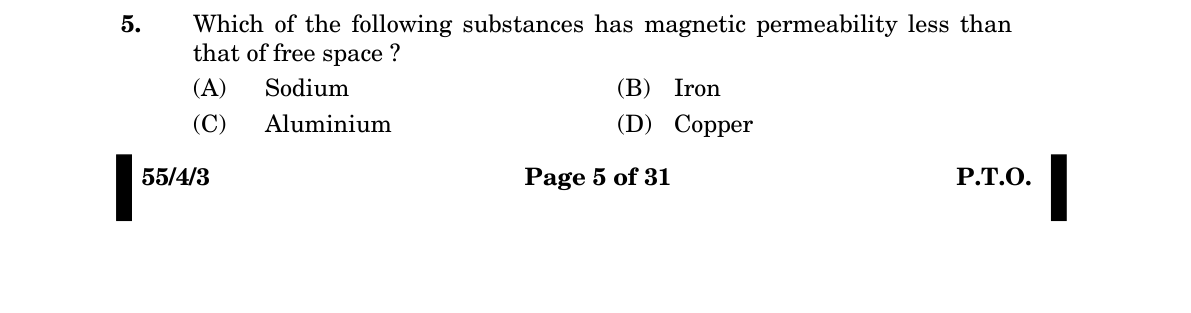 5. Which of the following substances has magnetic permeability less than
that of free space ?
(A) Sodium (B) Iron
(C) Aluminium (D) Copper
55/4/3 Page 5 of 31 P.T.O.